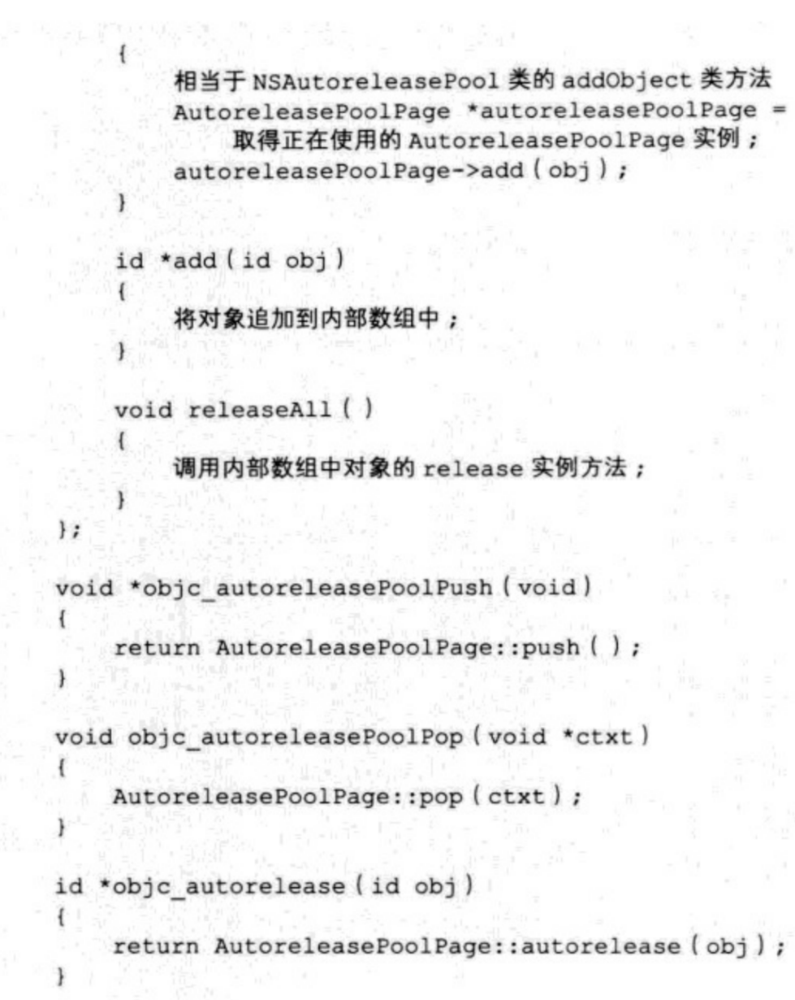 {
相当于 NSAutoreleasePool 类的 addObject 类方法
AutoreleasePoolPage *autoreleasePoolPage =
取得正在使用的 AutoreleasePoolPage 实例;
autoreleasePoolPage->add(obj);
}
id *add(id obj)
{
将对象追加到内部数组中;
}
void releaseAll()
{
调用内部数组中对象的 release 实例方法;
}
};
void *objc_autoreleasePoolPush(void)
{
return AutoreleasePoolPage::push();
}
void objc_autoreleasePoolPop(void *ctxt)
{
AutoreleasePoolPage::pop(ctxt);
}
id *objc_autorelease(id obj)
{
return AutoreleasePoolPage::autorelease(obj);
}